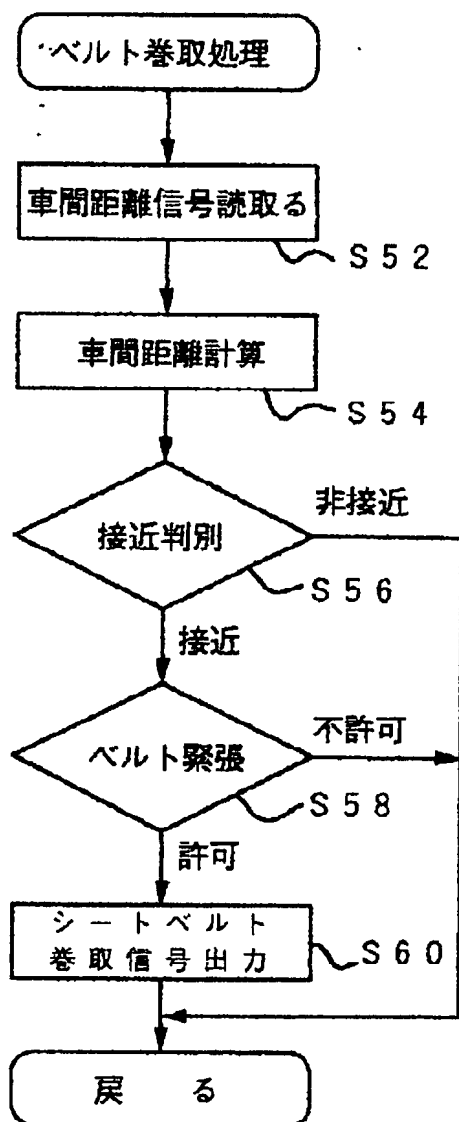 ベルト巻取処理
車間距離信号読取る
S52
車間距離計算
S54
非接近
接近判別
S56
接近
不許可
ベルト緊張
S58
許可
シートベルト
巻取信号出力
S60
戻 る